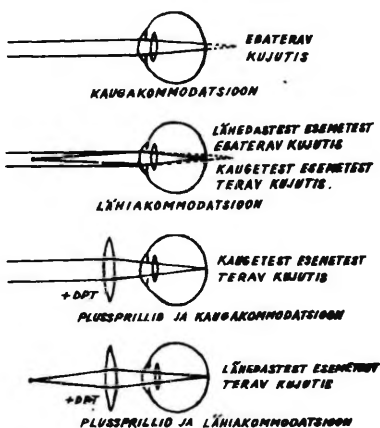 EBATERAV
KUJUTIS
KAUGAKOMMODATSIOON
LÄHEDASTEST ESEMETEST
EBATERAV KUJUTIS
KAUGETEST ESEMETEST
TERAV KUJUTIS.
LÄHIAKOMMODATSIOON
KAUGETEST ESEMETEST
TERAV KUJUTIS
+DPT
PLUSSPRILLID JA KAUGAKOMMODATSIOON
LÄHEDASTEST ESEMETEST
TERAV KUJUTIS
+DPT
PLUSSPRILLID JA LÄHIAKOMMODATSIOON